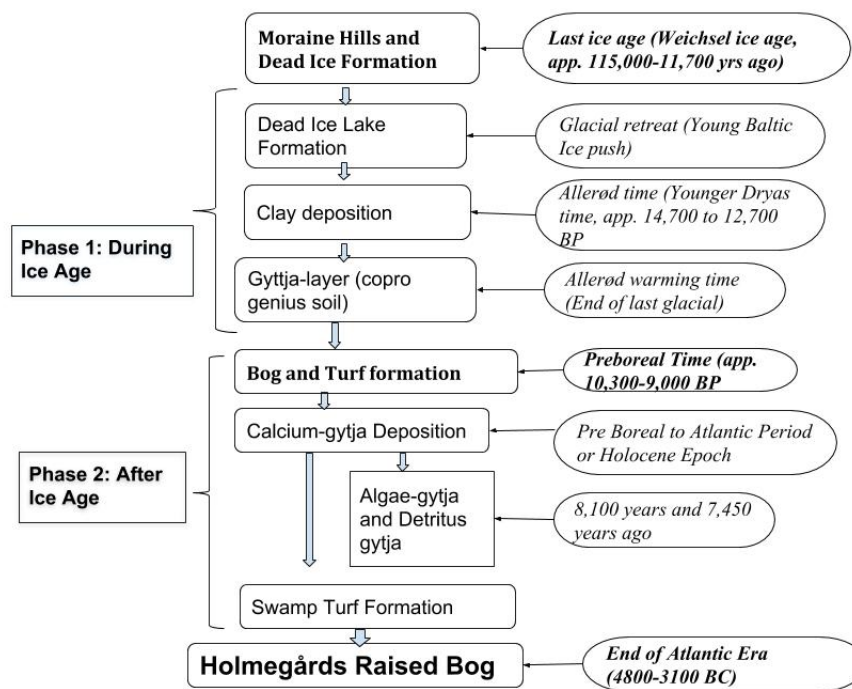 Moraine Hills and
Dead Ice Formation
Last ice age (Weichsel ice age,
app. 115,000-11,700 yrs ago)
Dead Ice Lake
Formation
Glacial retreat (Young Baltic
Ice push)
Clay deposition
Allerød time (Younger Dryas
time, app. 14,700 to 12,700
BP
Phase 1: During
Ice Age
Gyttja-layer (copro
genius soil)
Allerød warming time
(End of last glacial)
Bog and Turf formation
Preboreal Time (app.
10,300-9,000 BP
Calcium-gytja Deposition
Pre Boreal to Atlantic Period
or Holocene Epoch
Phase 2: After
Ice Age
Algae-gytja
and Detritus
gytja
8,100 years and 7,450
years ago
Swamp Turf Formation
Holmegårds Raised Bog
End of Atlantic Era
(4800-3100 BC)